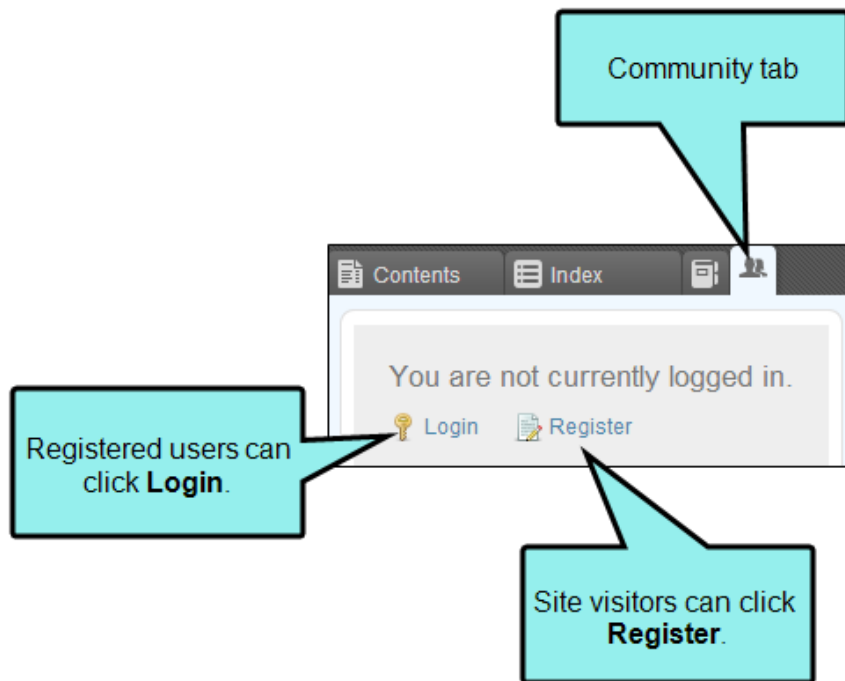 Community tab
Contents
Index
You are not currently logged in.
Login
Register
Registered users can
click Login.
Site visitors can click
Register.